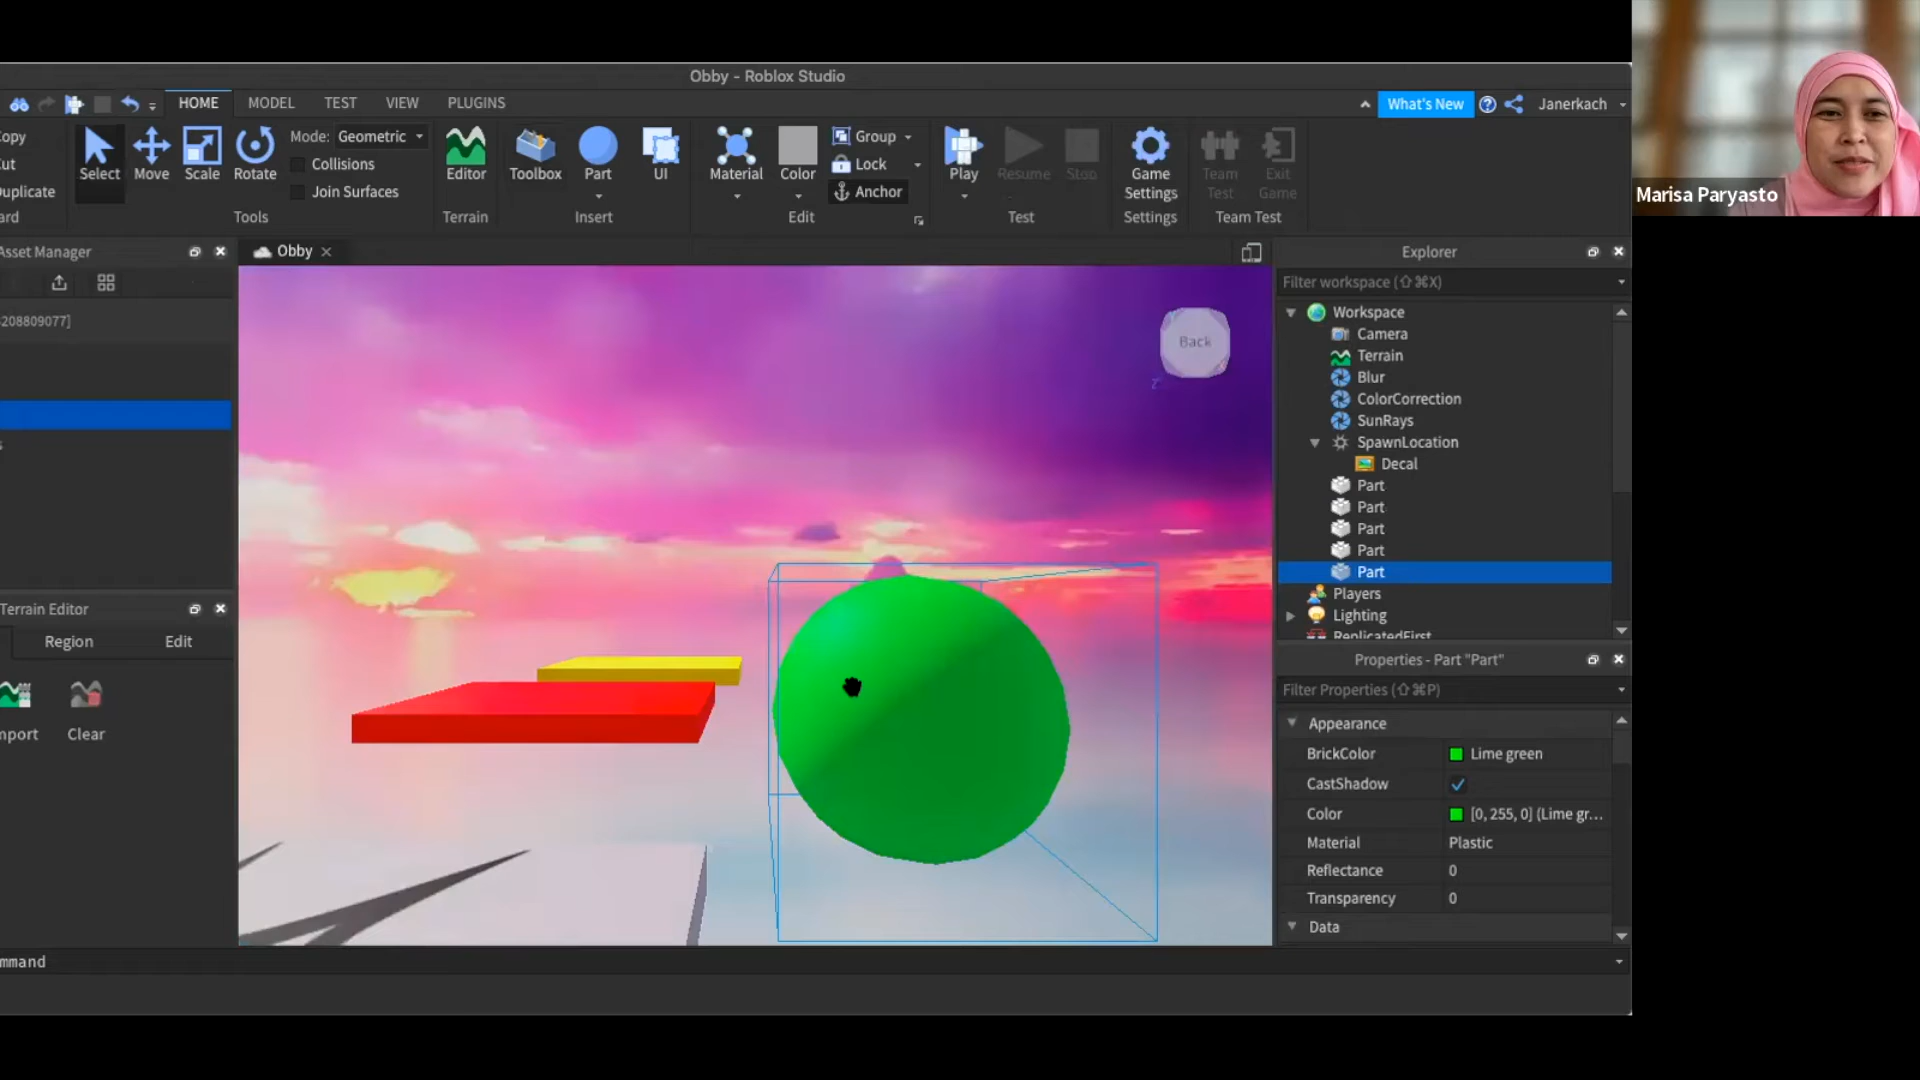 Obby - Roblox Studio
HOME MODEL TEST VIEW PLUGINS
What's New
Janerkach
opy
ut
uplicate
ard
Select Move Scale Rotate
Mode: Geometric
Collisions
Join Surfaces
Tools
Editor
Terrain
Toolbox Part UI
Insert
Material Color
Group
Lock
Anchor
Edit
Play Resume Stop
Test
Game Settings
Settings
Team Test
Exit Game
Team Test
Marisa Paryasto
Asset Manager
208809077]
s
Terrain Editor
Region Edit
mport Clear
Obby
Back
Z
Explorer
Filter workspace (⇧⌘X)
Workspace
Camera
Terrain
Blur
ColorCorrection
SunRays
SpawnLocation
Decal
Part
Part
Part
Part
Part
Players
Lighting
ReplicatedFirst
Properties - Part "Part"
Filter Properties (⇧⌘P)
Appearance
BrickColor Lime green
CastShadow
Color [0, 255, 0] (Lime gr...
Material Plastic
Reflectance 0
Transparency 0
Data
mmand